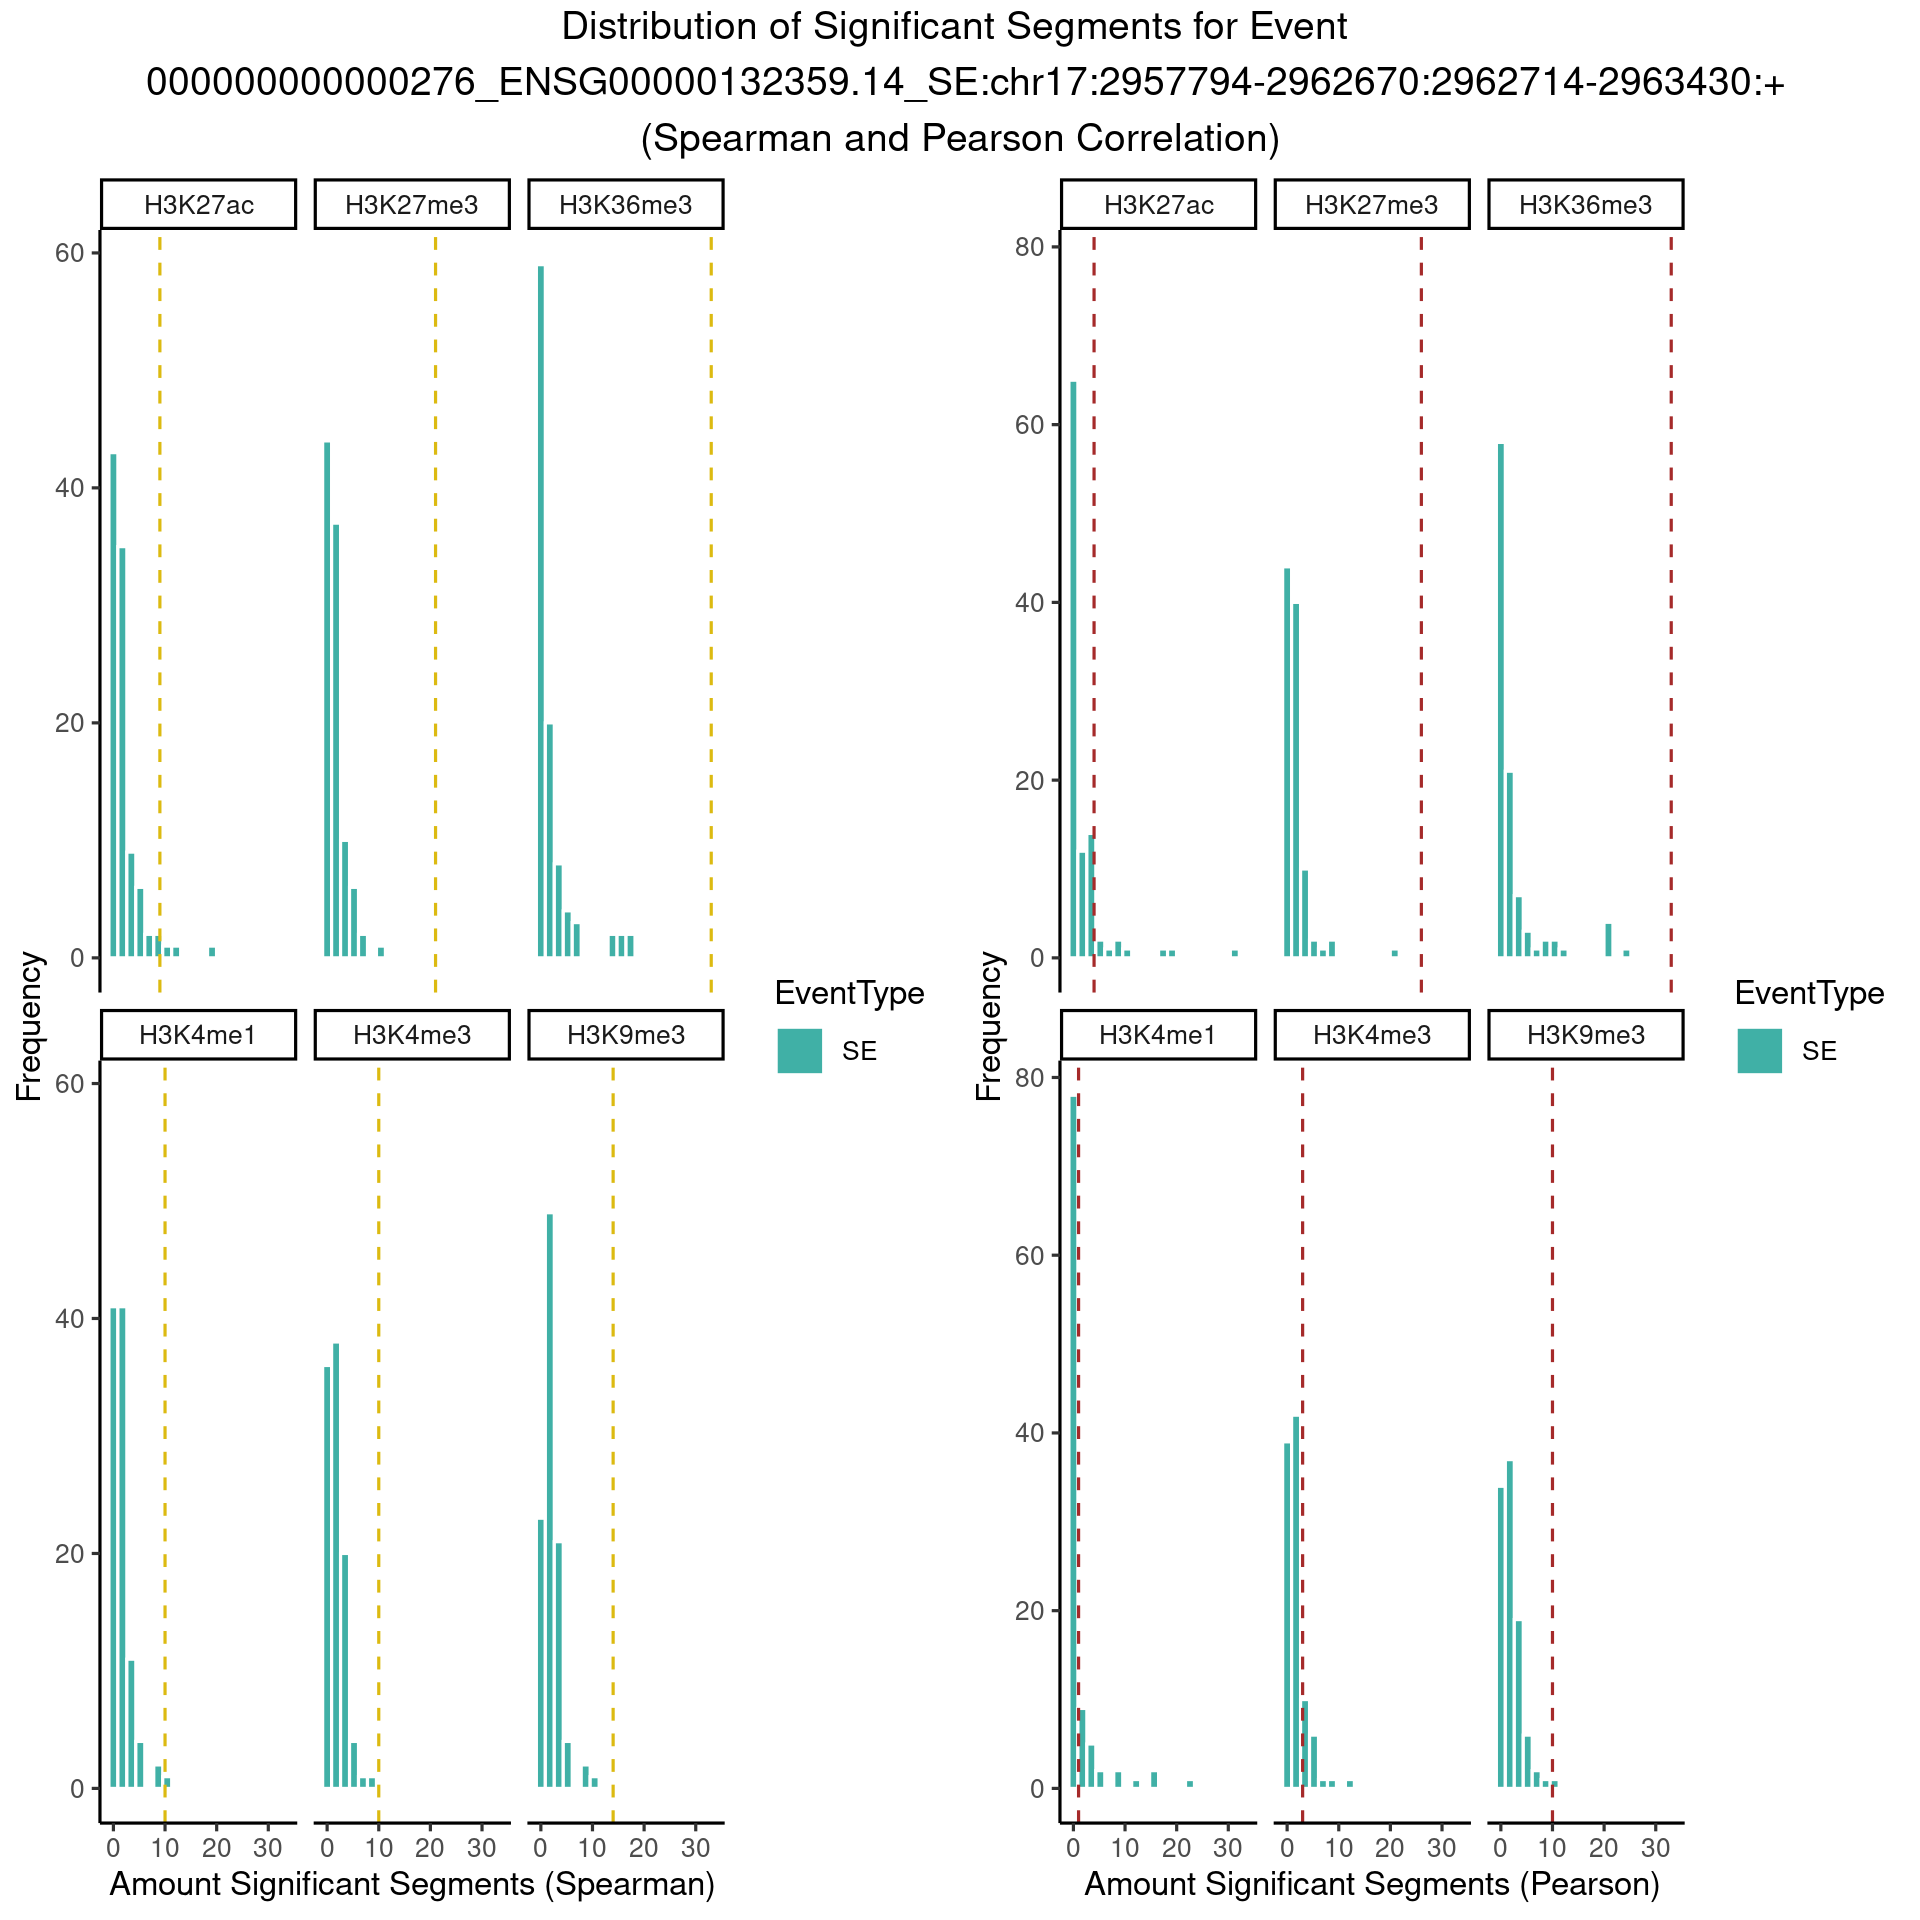 Distribution of Significant Segments for Event
000000000000276_ENSG00000132359.14_SE:chr17:2957794-2962670:2962714-2963430:+
(Spearman and Pearson Correlation)
H3K27ac H3K27me3 H3K36me3
60
40
20
0
H3K4me1 H3K4me3 H3K9me3
60
40
20
0
0 10 20 30 0 10 20 30 0 10 20 30
Frequency
Amount Significant Segments (Spearman)
EventType
SE
H3K27ac H3K27me3 H3K36me3
80
60
40
20
0
H3K4me1 H3K4me3 H3K9me3
80
60
40
20
0
0 10 20 30 0 10 20 30 0 10 20 30
Frequency
Amount Significant Segments (Pearson)
EventType
SE